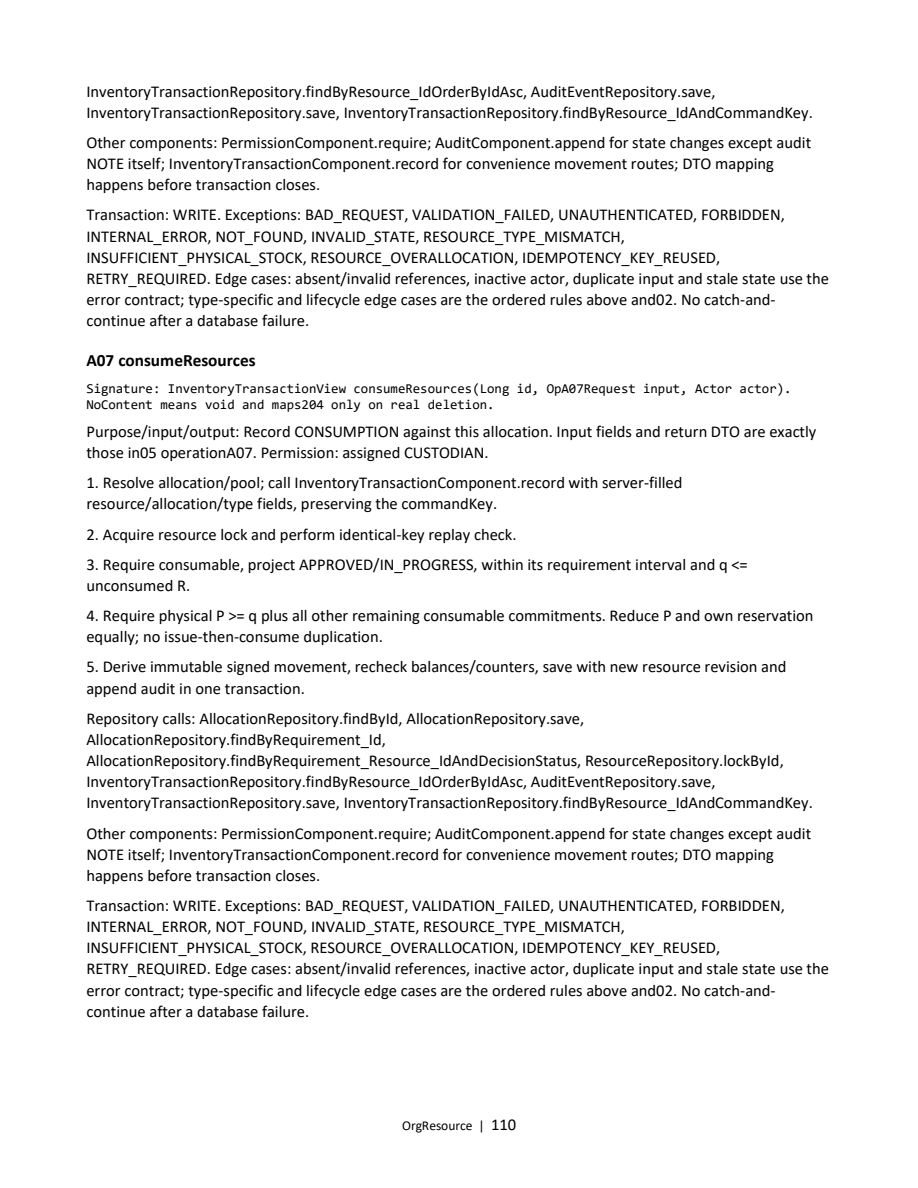 InventoryTransactionRepository.findByResource_IdOrderByIdAsc, AuditEventRepository.save,
InventoryTransactionRepository.save, InventoryTransactionRepository.findByResource_IdAndCommandKey.
Other components: PermissionComponent.require; AuditComponent.append for state changes except audit
NOTE itself; InventoryTransactionComponent.record for convenience movement routes; DTO mapping
happens before transaction closes.
Transaction: WRITE. Exceptions: BAD_REQUEST, VALIDATION_FAILED, UNAUTHENTICATED, FORBIDDEN,
INTERNAL_ERROR, NOT_FOUND, INVALID_STATE, RESOURCE_TYPE_MISMATCH,
INSUFFICIENT_PHYSICAL_STOCK, RESOURCE_OVERALLOCATION, IDEMPOTENCY_KEY_REUSED,
RETRY_REQUIRED. Edge cases: absent/invalid references, inactive actor, duplicate input and stale state use the
error contract; type-specific and lifecycle edge cases are the ordered rules above and02. No catch-and-
continue after a database failure.
A07 consumeResources
Signature: InventoryTransactionView consumeResources(Long id, OpA07Request input, Actor actor).
NoContent means void and maps204 only on real deletion.
Purpose/input/output: Record CONSUMPTION against this allocation. Input fields and return DTO are exactly
those in05 operationA07. Permission: assigned CUSTODIAN.
1. Resolve allocation/pool; call InventoryTransactionComponent.record with server-filled
resource/allocation/type fields, preserving the commandKey.
2. Acquire resource lock and perform identical-key replay check.
3. Require consumable, project APPROVED/IN_PROGRESS, within its requirement interval and q <=
unconsumed R.
4. Require physical P >= q plus all other remaining consumable commitments. Reduce P and own reservation
equally; no issue-then-consume duplication.
5. Derive immutable signed movement, recheck balances/counters, save with new resource revision and
append audit in one transaction.
Repository calls: AllocationRepository.findById, AllocationRepository.save,
AllocationRepository.findByRequirement_Id,
AllocationRepository.findByRequirement_Resource_IdAndDecisionStatus, ResourceRepository.lockById,
InventoryTransactionRepository.findByResource_IdOrderByIdAsc, AuditEventRepository.save,
InventoryTransactionRepository.save, InventoryTransactionRepository.findByResource_IdAndCommandKey.
Other components: PermissionComponent.require; AuditComponent.append for state changes except audit
NOTE itself; InventoryTransactionComponent.record for convenience movement routes; DTO mapping
happens before transaction closes.
Transaction: WRITE. Exceptions: BAD_REQUEST, VALIDATION_FAILED, UNAUTHENTICATED, FORBIDDEN,
INTERNAL_ERROR, NOT_FOUND, INVALID_STATE, RESOURCE_TYPE_MISMATCH,
INSUFFICIENT_PHYSICAL_STOCK, RESOURCE_OVERALLOCATION, IDEMPOTENCY_KEY_REUSED,
RETRY_REQUIRED. Edge cases: absent/invalid references, inactive actor, duplicate input and stale state use the
error contract; type-specific and lifecycle edge cases are the ordered rules above and02. No catch-and-
continue after a database failure.
OrgResource | 110